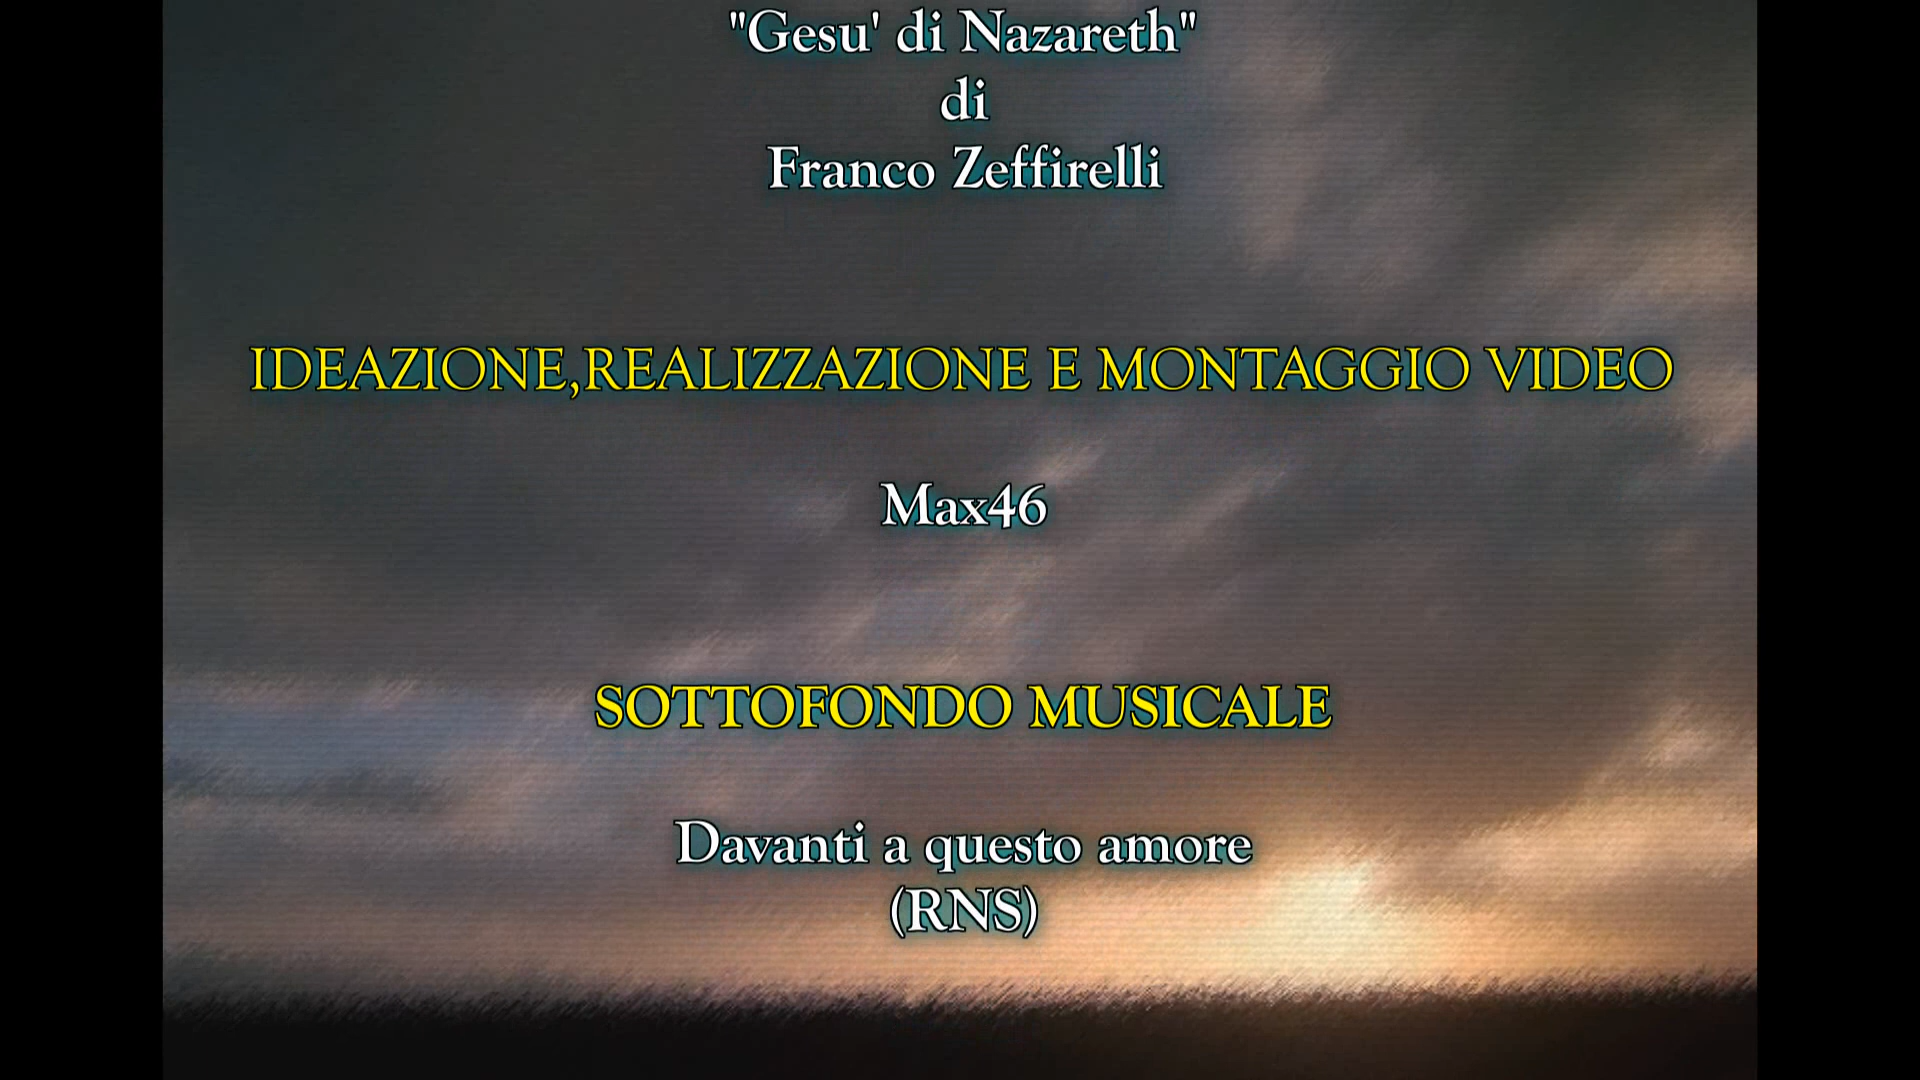 "Gesu' di Nazareth"
di
Franco Zeffirelli
IDEAZIONE,REALIZZAZIONE E MONTAGGIO VIDEO
Max46
SOTTOFONDO MUSICALE
Davanti a questo amore
(RNS)